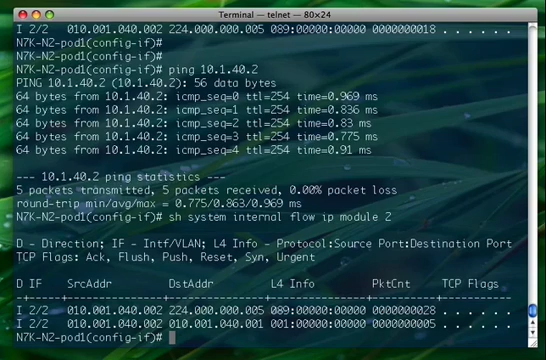 Terminal — telnet — 80×24
I 2/2 010.001.040.002 224.000.000.005 089:00000:00000 0000000018 . . . . . .
N7K-N2-pod1(config-if)#
N7K-N2-pod1(config-if)#
N7K-N2-pod1(config-if)# ping 10.1.40.2
PING 10.1.40.2 (10.1.40.2): 56 data bytes
64 bytes from 10.1.40.2: icmp_seq=0 ttl=254 time=0.969 ms
64 bytes from 10.1.40.2: icmp_seq=1 ttl=254 time=0.836 ms
64 bytes from 10.1.40.2: icmp_seq=2 ttl=254 time=0.83 ms
64 bytes from 10.1.40.2: icmp_seq=3 ttl=254 time=0.775 ms
64 bytes from 10.1.40.2: icmp_seq=4 ttl=254 time=0.91 ms
--- 10.1.40.2 ping statistics ---
5 packets transmitted, 5 packets received, 0.00% packet loss
round-trip min/avg/max = 0.775/0.863/0.969 ms
N7K-N2-pod1(config-if)# sh system internal flow ip module 2
D - Direction; IF - Intf/VLAN; L4 Info - Protocol:Source Port:Destination Port
TCP Flags: Ack, Flush, Push, Reset, Syn, Urgent
D IF SrcAddr DstAddr L4 Info PktCnt TCP Flags
-+-----+---------------+---------------+---------------+----------+-----------
I 2/2 010.001.040.002 224.000.000.005 089:00000:00000 0000000028 . . . . . .
I 2/2 010.001.040.002 010.001.040.001 001:00000:00000 0000000005 . . . . . .
N7K-N2-pod1(config-if)#